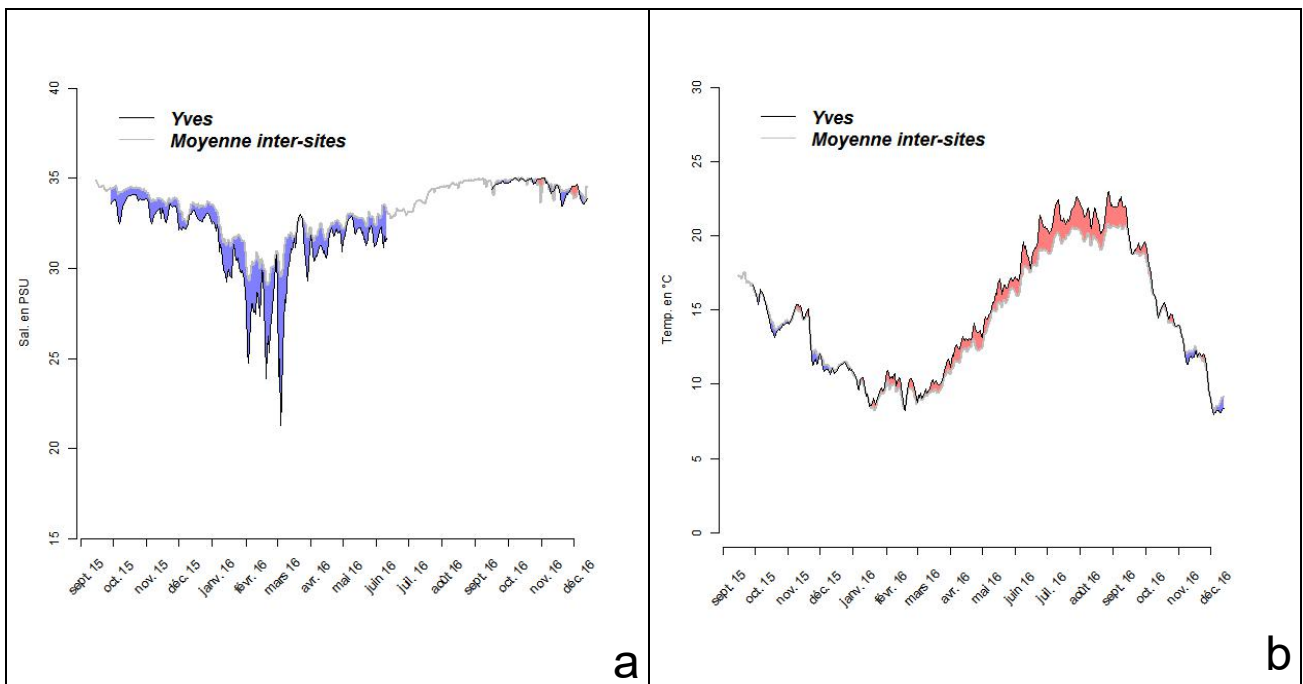 40
35
30
25
20
15
Sal. en PSU
Yves
Moyenne inter-sites
sept. 15
oct. 15
nov. 15
déc. 15
janv. 16
févr. 16
mars 16
avr. 16
mai 16
juin 16
juil. 16
août 16
sept. 16
oct. 16
nov. 16
déc. 16
a
30
25
20
15
10
5
0
Temp. en °C
Yves
Moyenne inter-sites
sept. 15
oct. 15
nov. 15
déc. 15
janv. 16
févr. 16
mars 16
avr. 16
mai 16
juin 16
juil. 16
août 16
sept. 16
oct. 16
nov. 16
déc. 16
b